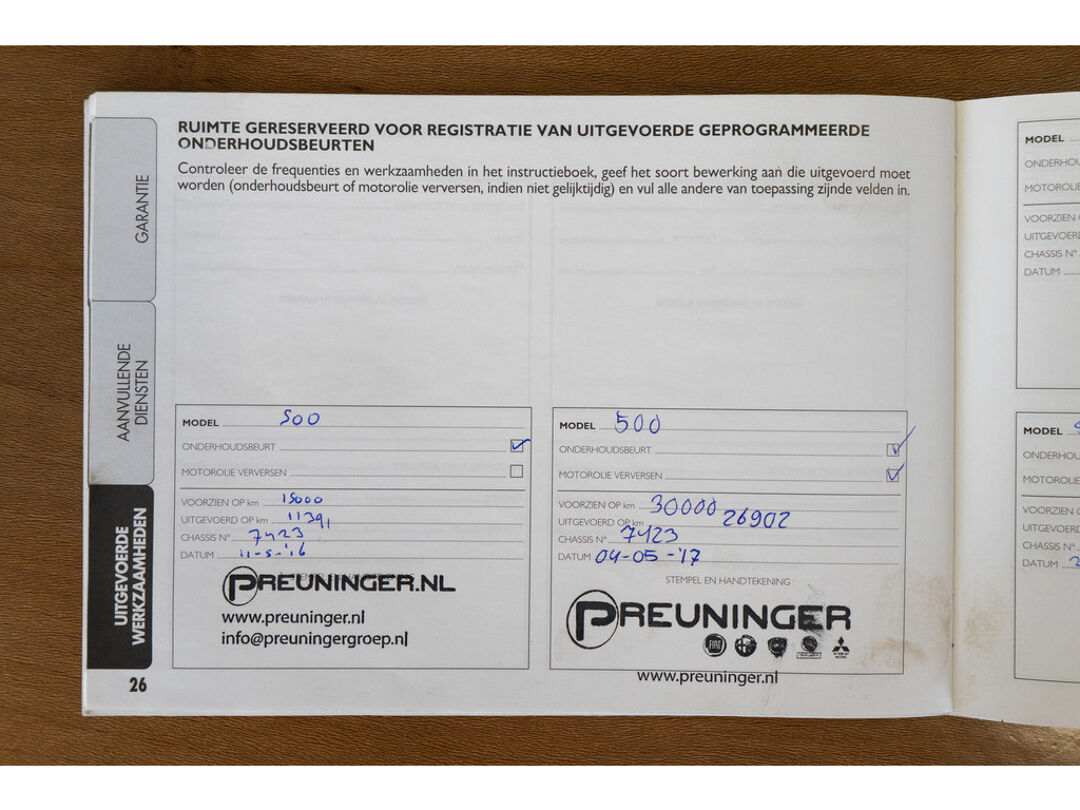 RUIMTE GERESERVEERD VOOR REGISTRATIE VAN UITGEVOERDE GEPROGRAMMEERDE
ONDERHOUDSBEURTEN
Controleer de frequenties en werkzaamheden in het instructieboek, geef het soort bewerking aan die uitgevoerd moet
worden (onderhoudsbeurt of motorolie verversen, indien niet gelijktijdig) en vul alle andere van toepassing zijnde velden in.
GARANTIE
AANVULLENDE
DIENSTEN
UITGEVOERDE
WERKZAAMHEDEN
26
MODEL 500
ONDERHOUDSBEURT
MOTOROLIE VERVERSEN
VOORZIEN OP km 15000
UITGEVOERD OP km 11391
CHASSIS N° 7423
DATUM 11-5-'16
PREUNINGER.NL
www.preuninger.nl
info@preuningergroep.nl
MODEL 500
ONDERHOUDSBEURT
MOTOROLIE VERVERSEN
VOORZIEN OP km 30000
UITGEVOERD OP km 26902
CHASSIS N° 7423
DATUM 04-05-'17
STEMPEL EN HANDTEKENING
PREUNINGER
FIAT
www.preuninger.nl
MODEL
ONDERHOU
MOTOROLIE
VOORZIEN
UITGEVOER
CHASSIS N°
DATUM
MODEL
ONDERHOU
MOTOROLIE
VOORZIEN
UITGEVOERD
CHASSIS N°
DATUM 2